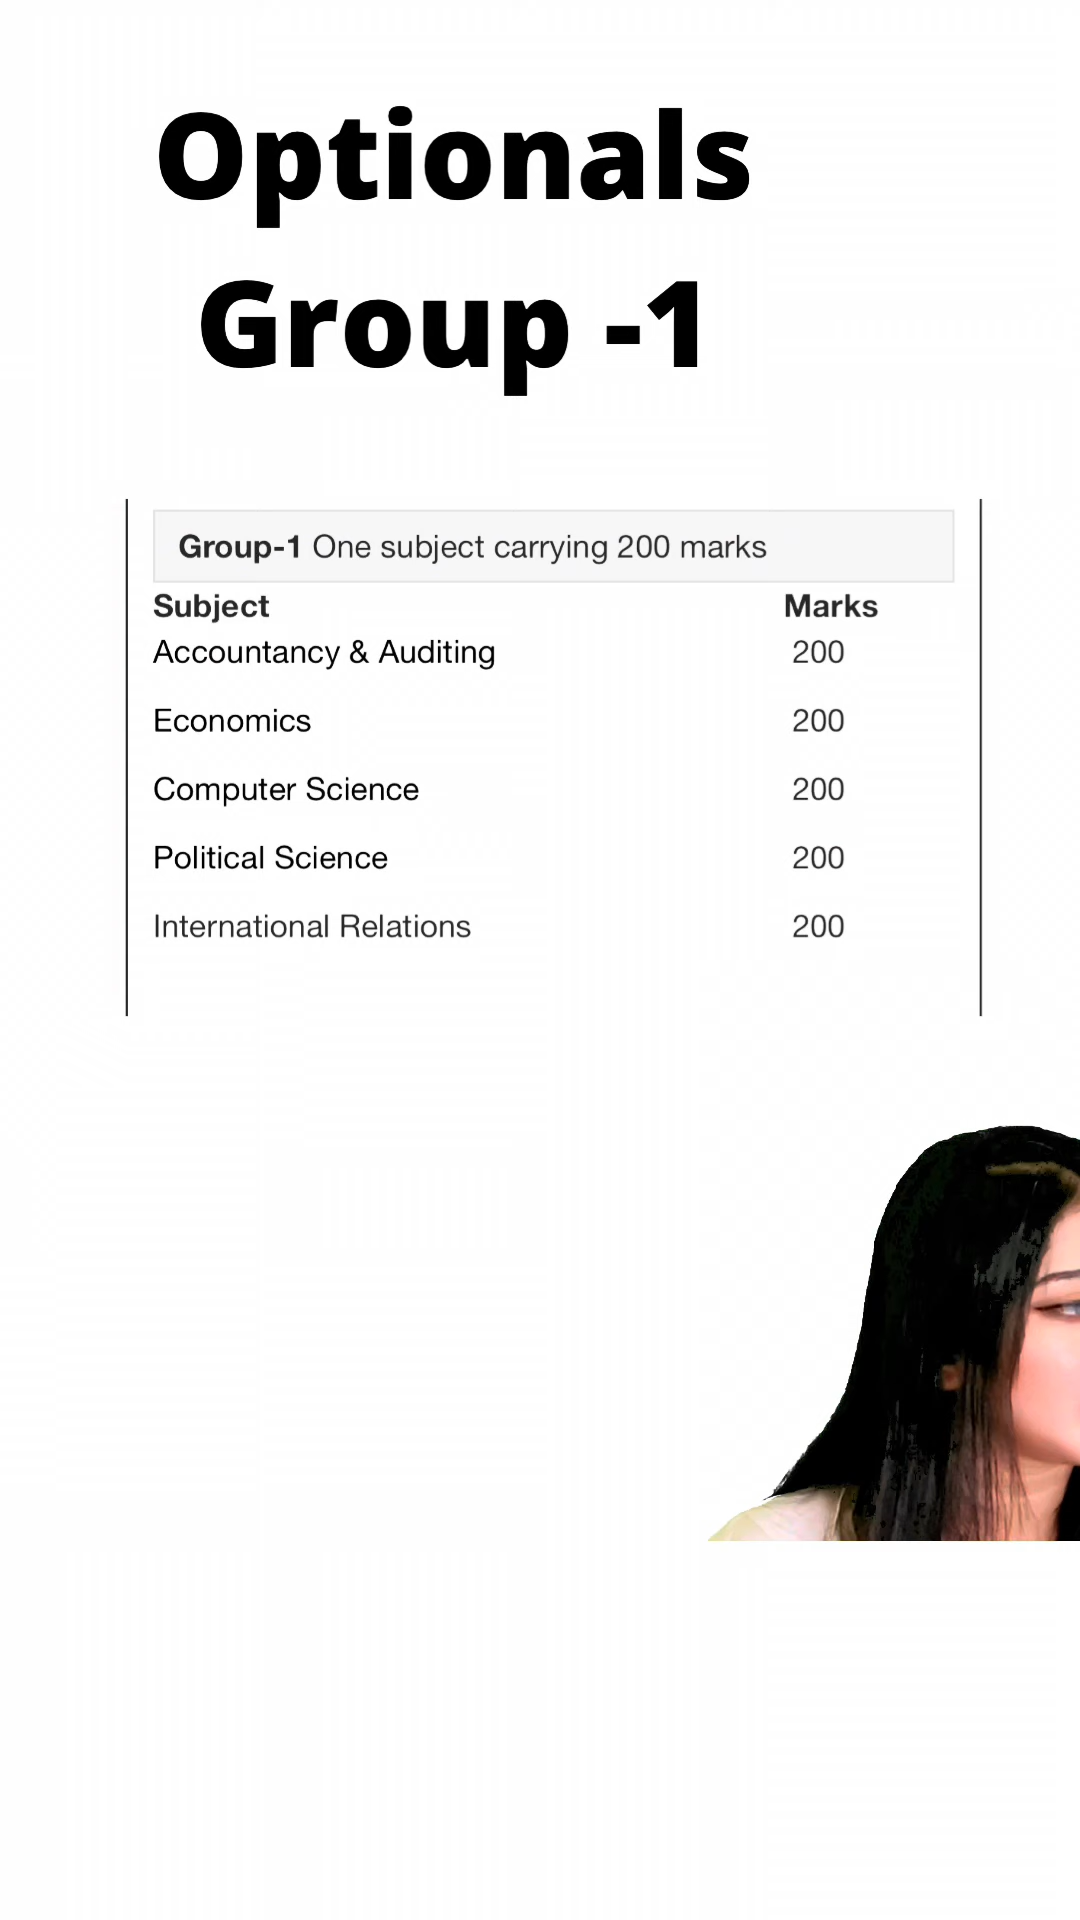 Optionals
Group -1
Group-1 One subject carrying 200 marks
Subject Marks
Accountancy & Auditing 200
Economics 200
Computer Science 200
Political Science 200
International Relations 200